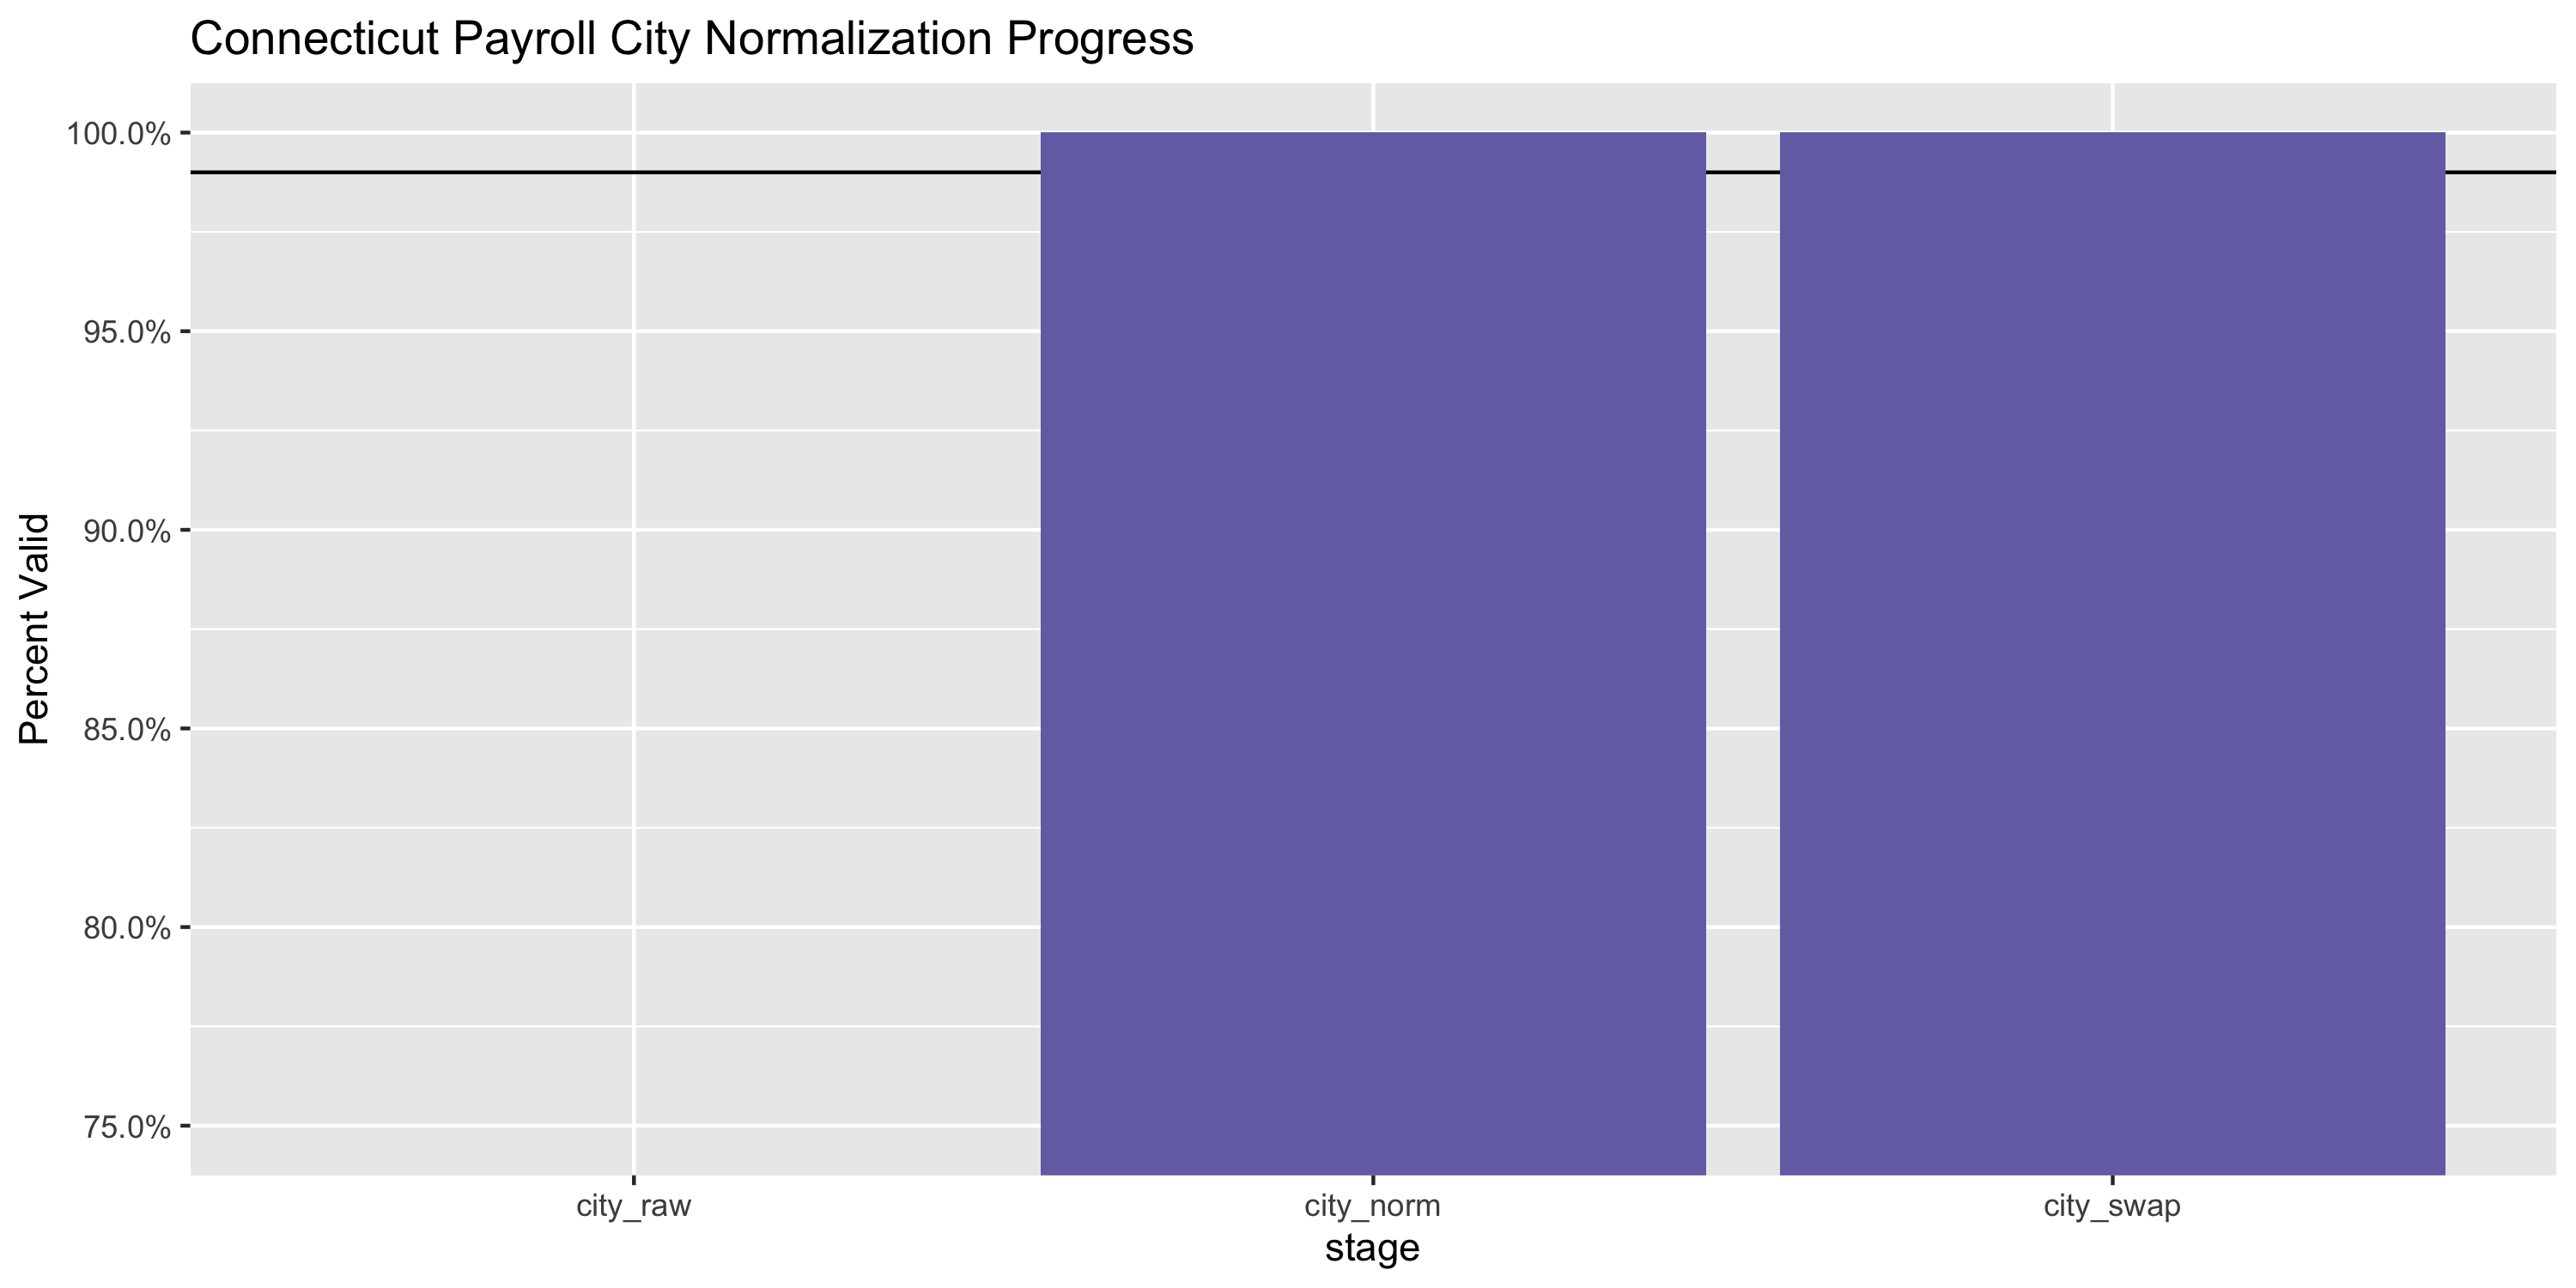 Connecticut Payroll City Normalization Progress
100.0%
95.0%
90.0%
85.0%
80.0%
75.0%
Percent Valid
city_raw
city_norm
city_swap
stage